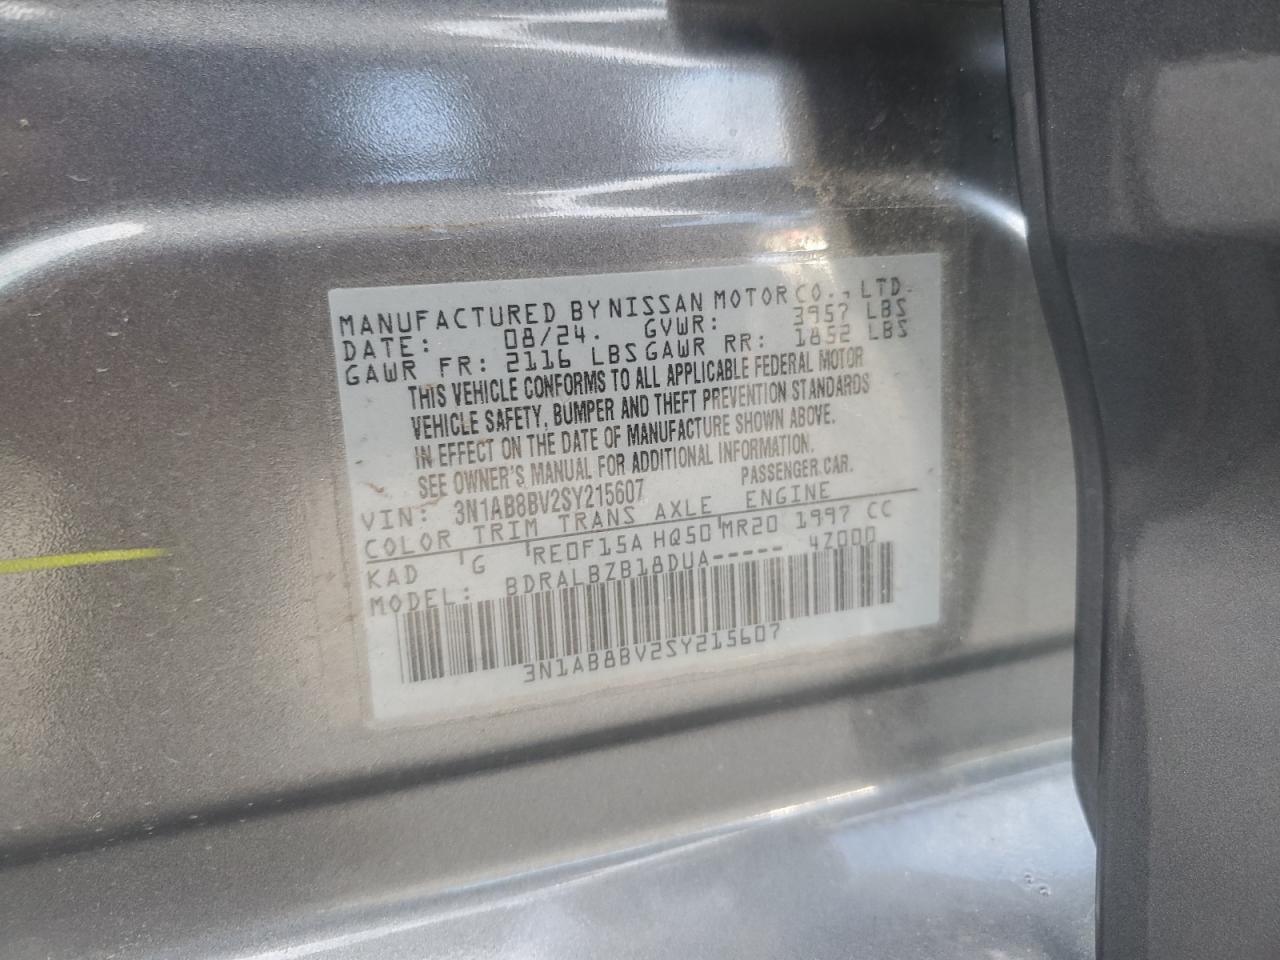 MANUFACTURED BY NISSAN MOTOR CO., LTD.
DATE: 08/24. GVWR: 3957 LBS
GAWR FR: 2116 LBS GAWR RR: 1852 LBS
THIS VEHICLE CONFORMS TO ALL APPLICABLE FEDERAL MOTOR
VEHICLE SAFETY, BUMPER AND THEFT PREVENTION STANDARDS
IN EFFECT ON THE DATE OF MANUFACTURE SHOWN ABOVE.
SEE OWNER'S MANUAL FOR ADDITIONAL INFORMATION.
VIN: 3N1AB8BV2SY215607 PASSENGER CAR.
COLOR TRIM TRANS AXLE ENGINE
KAD G RE0F15A HQ50 MR20 1997 CC
MODEL: BDRALBZB18DUA----- 4Z000
3N1AB8BV2SY215607